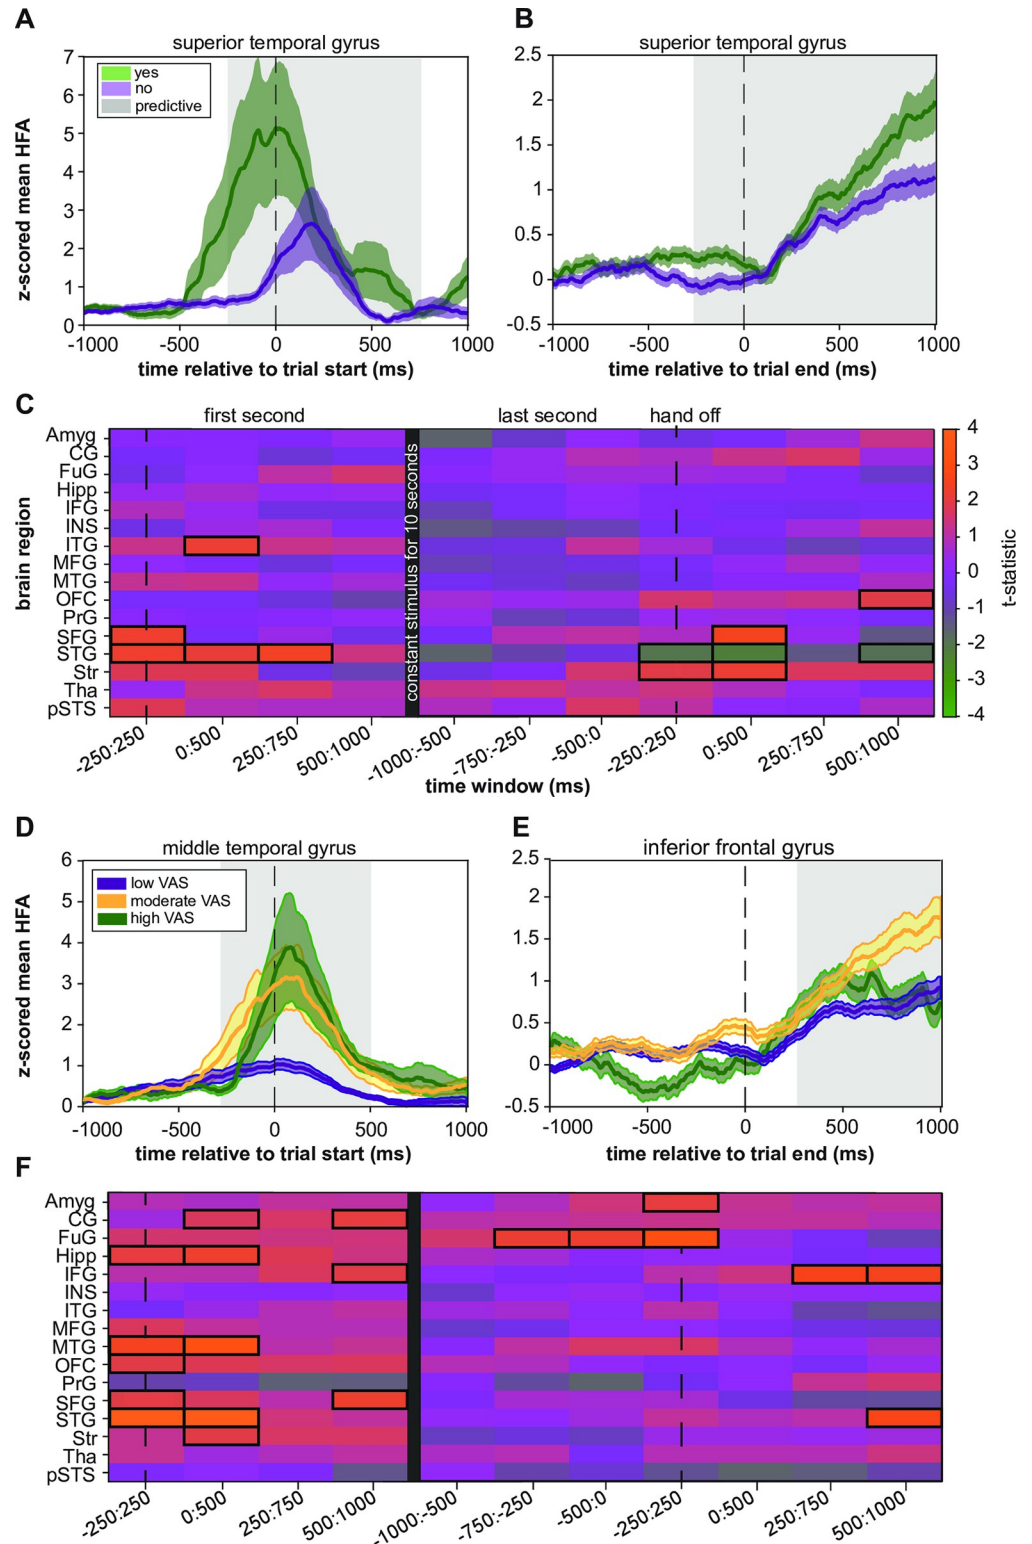 A
B
superior temporal gyrus
superior temporal gyrus
yes
no
predictive
z-scored mean HFA
7
6
5
4
3
2
1
0
2.5
2
1.5
1
0.5
0
-0.5
-1000
-500
0
500
1000
-1000
-500
0
500
1000
time relative to trial start (ms)
time relative to trial end (ms)
C
first second
last second
hand off
brain region
Amyg
CG
FuG
Hipp
IFG
INS
ITG
MFG
MTG
OFC
PrG
SFG
STG
Str
Tha
pSTS
constant stimulus for 10 seconds
4
3
2
1
0
-1
-2
-3
-4
t-statistic
-250:250
0:500
250:750
500:1000
-1000:-500
-750:-250
-500:0
-250:250
0:500
250:750
500:1000
time window (ms)
D
E
middle temporal gyrus
inferior frontal gyrus
low VAS
moderate VAS
high VAS
z-scored mean HFA
6
5
4
3
2
1
0
2.5
2
1.5
1
0.5
0
-0.5
-1000
-500
0
500
1000
-1000
-500
0
500
1000
time relative to trial start (ms)
time relative to trial end (ms)
F
Amyg
CG
FuG
Hipp
IFG
INS
ITG
MFG
MTG
OFC
PrG
SFG
STG
Str
Tha
pSTS
-250:250
0:500
250:750
500:1000
-1000:-500
-750:-250
-500:0
-250:250
0:500
250:750
500:1000